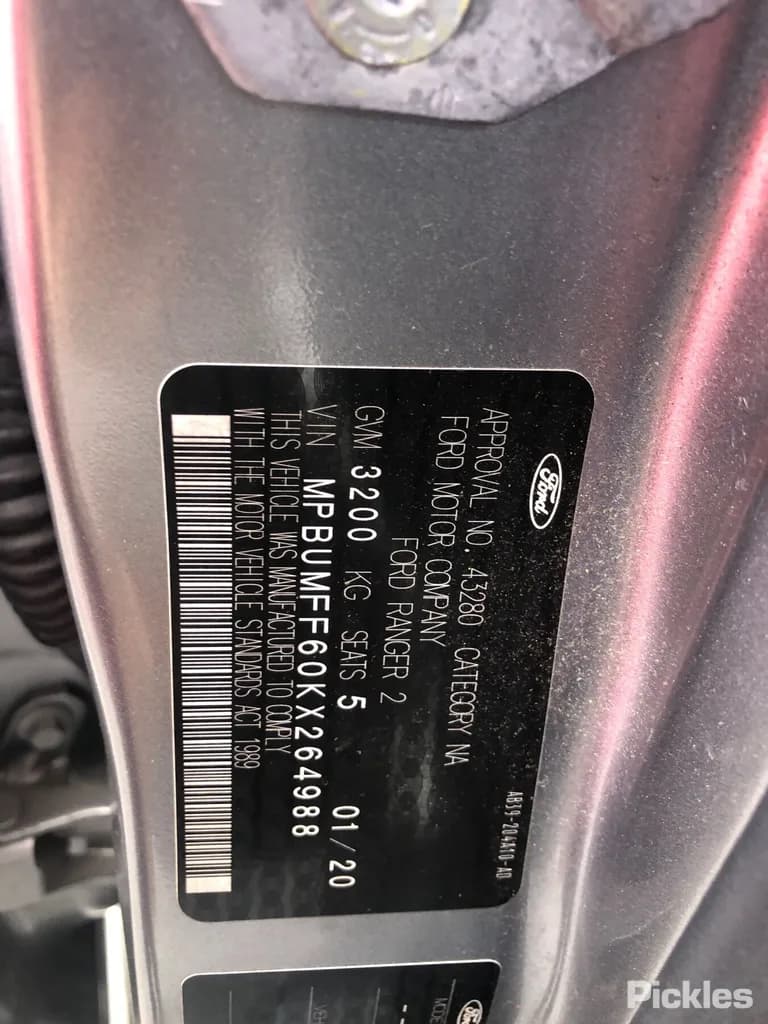 Ford
APPROVAL NO. 43280 CATEGORY NA
FORD MOTOR COMPANY
FORD RANGER 2
GVM 3200 KG SEATS 5 01/20
VIN MPBUMFF60KX264988
THIS VEHICLE WAS MANUFACTURED TO COMPLY
WITH THE MOTOR VEHICLE STANDARDS ACT 1989
AB39-204A10-AD
Ford
Pickles